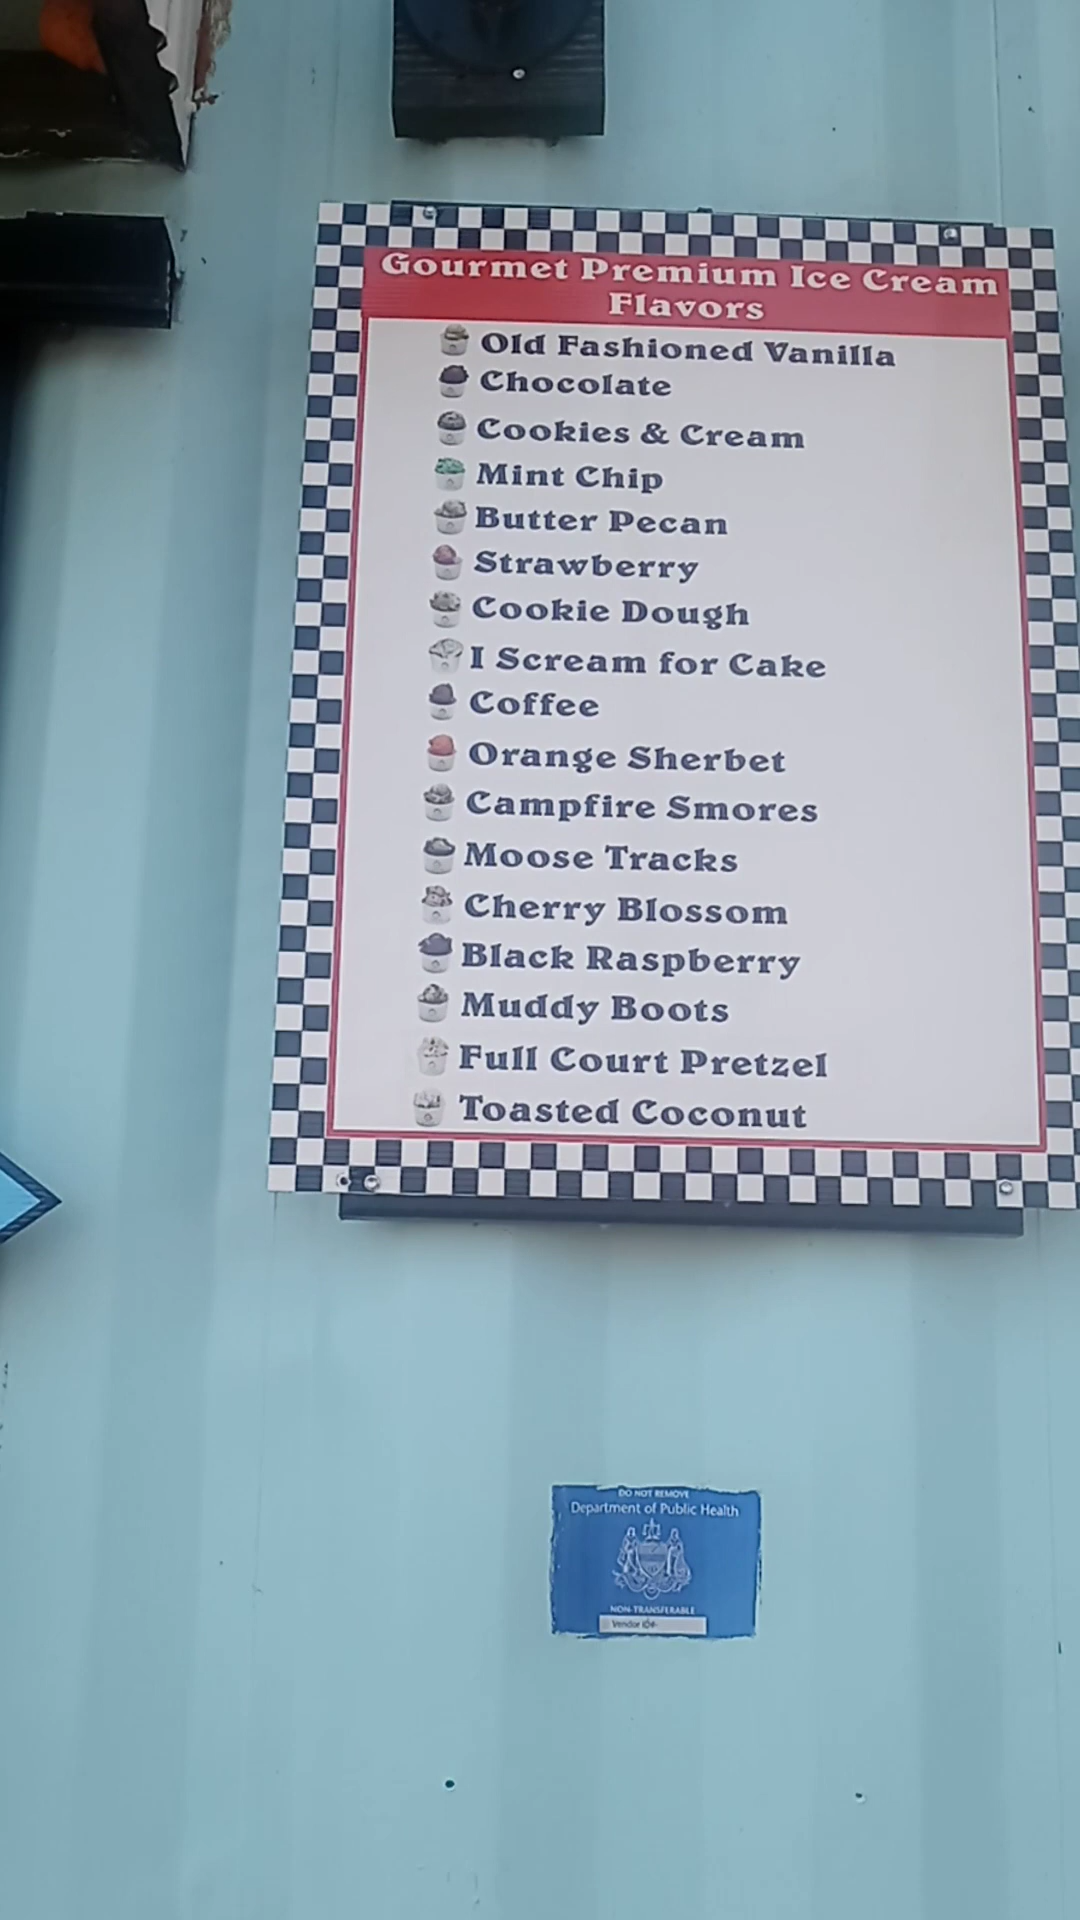 Gourmet Premium Ice Cream
Flavors
Old Fashioned Vanilla
Chocolate
Cookies & Cream
Mint Chip
Butter Pecan
Strawberry
Cookie Dough
I Scream for Cake
Coffee
Orange Sherbet
Campfire Smores
Moose Tracks
Cherry Blossom
Black Raspberry
Muddy Boots
Full Court Pretzel
Toasted Coconut
DO NOT REMOVE
Department of Public Health
NON-TRANSFERABLE
Vendor ID#